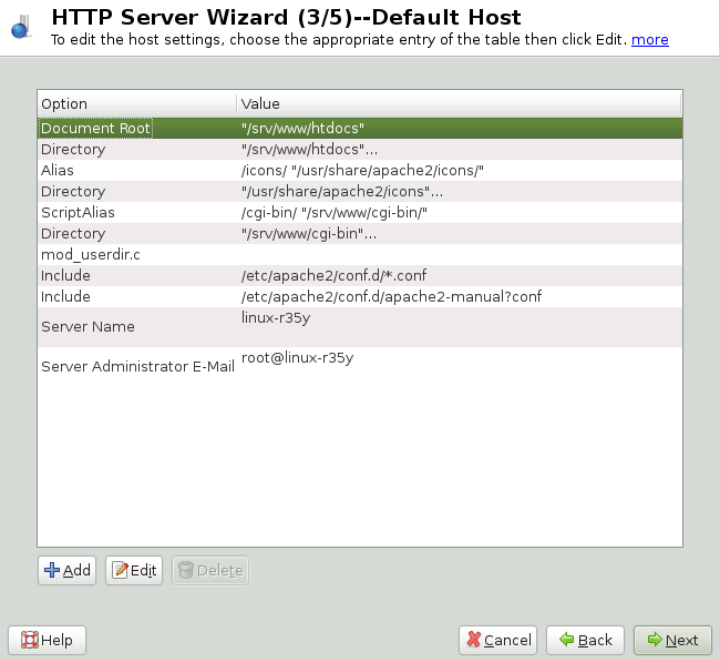 HTTP Server Wizard (3/5)--Default Host
To edit the host settings, choose the appropriate entry of the table then click Edit. more
Option Value
Document Root "/srv/www/htdocs"
Directory "/srv/www/htdocs"...
Alias /icons/ "/usr/share/apache2/icons/"
Directory "/usr/share/apache2/icons"...
ScriptAlias /cgi-bin/ "/srv/www/cgi-bin/"
Directory "/srv/www/cgi-bin"...
mod_userdir.c
Include /etc/apache2/conf.d/*.conf
Include /etc/apache2/conf.d/apache2-manual?conf
Server Name linux-r35y
Server Administrator E-Mail root@linux-r35y
Add Edit Delete
Help Cancel Back Next